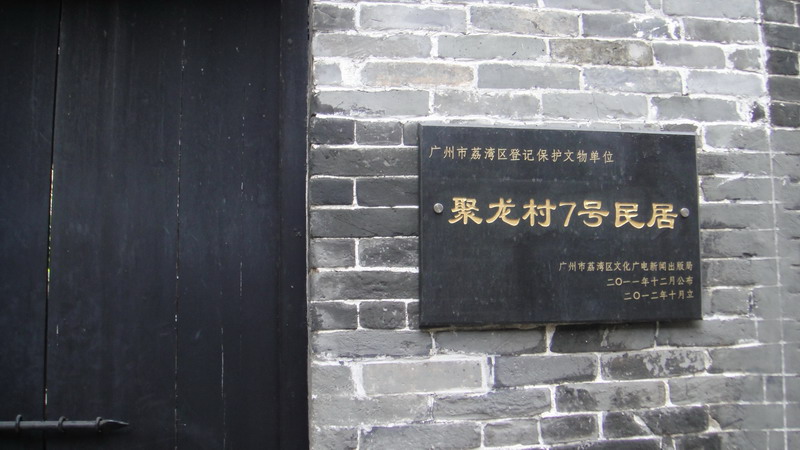 广州市荔湾区登记保护文物单位
聚龙村7号民居
广州市荔湾区文化广电新闻出版局
二〇一一年十二月公布
二〇一二年十月立